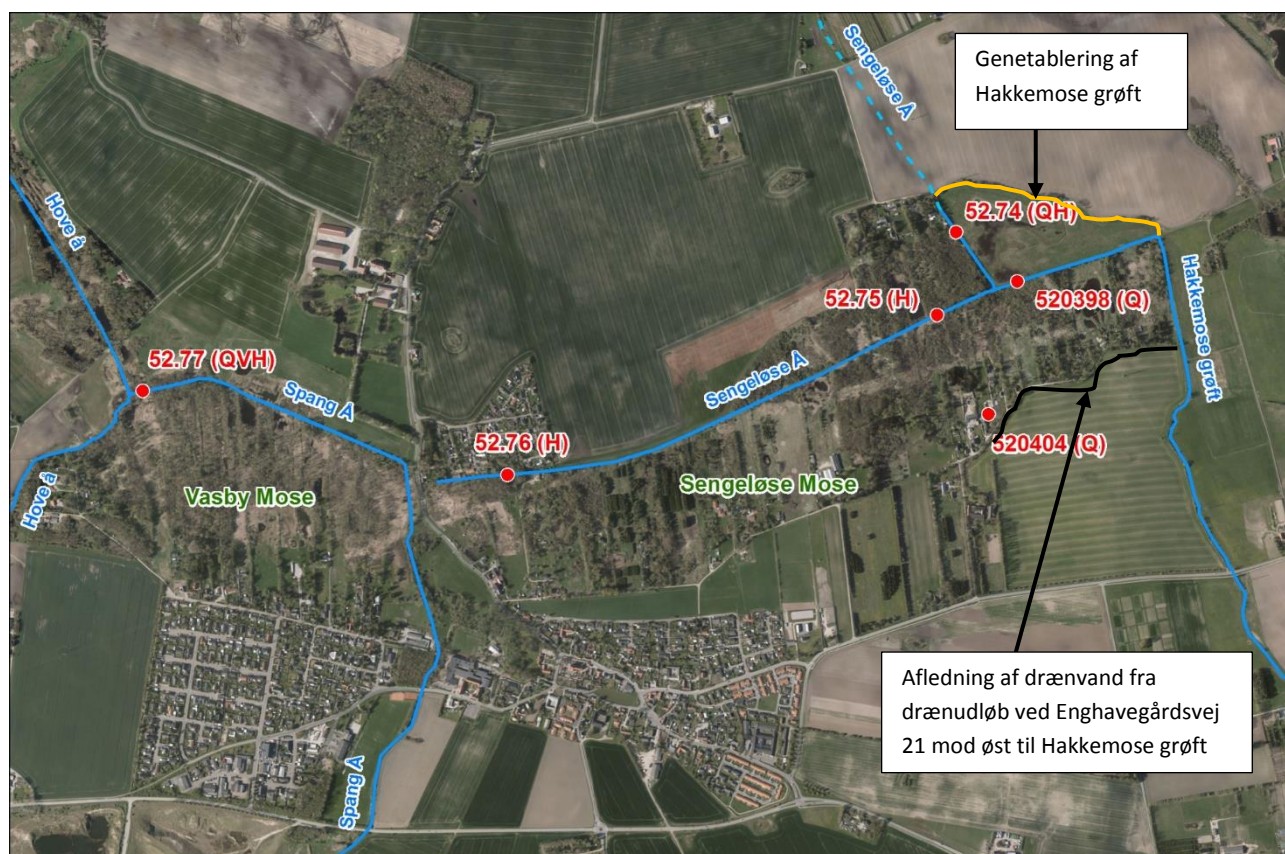 Sengeløse Å
Genetablering af
Hakkemose grøft
Hove å
52.74 (QH)
Hakkemose grøft
52.75 (H)
520398 (Q)
52.77 (QVH)
Spang Å
Sengeløse Å
52.76 (H)
520404 (Q)
Hove å
Vasby Mose
Sengeløse Mose
Afledning af drænvand fra
drænudløb ved Enghavegårdsvej
21 mod øst til Hakkemose grøft
Spang Å